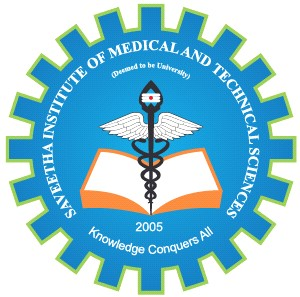 SAVEETHA INSTITUTE OF MEDICAL AND TECHNICAL SCIENCES
(Deemed to be University)
2005
Knowledge Conquers All